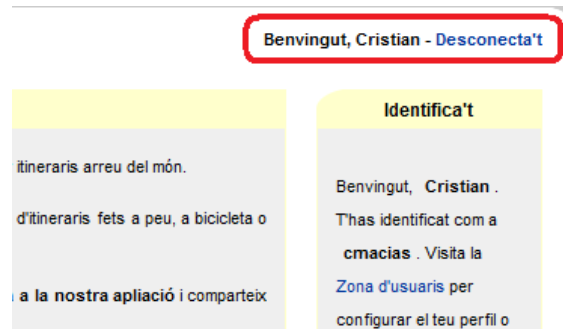 Benvingut, Cristian - Desconecta't
Identifica't
itineraris arreu del món.
d'itineraris fets a peu, a bicicleta o
a la nostra apliació i comparteix
Benvingut, Cristian .
T'has identificat com a
cmacias . Visita la
Zona d'usuaris per
configurar el teu perfil o